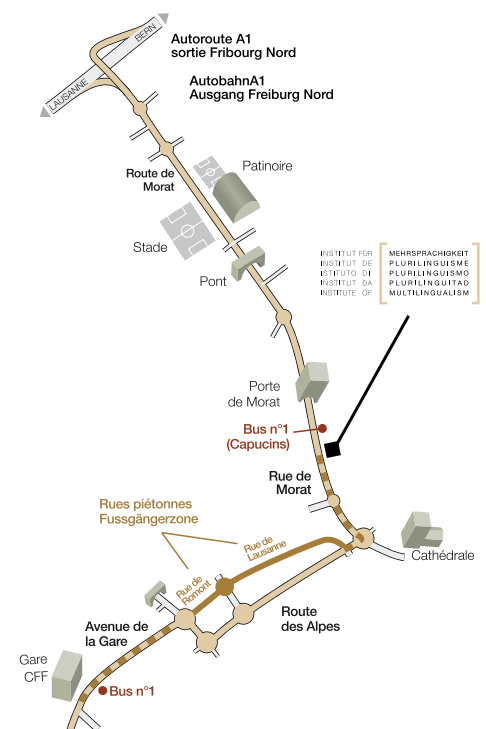 BERN
LAUSANNE
Autoroute A1
sortie Fribourg Nord
AutobahnA1
Ausgang Freiburg Nord
Route de
Morat
Patinoire
Stade
Pont
INSTITUT FÜR MEHRSPRACHIGKEIT
INSTITUT DE PLURILINGUISME
ISTITUTO DI PLURILINGUISMO
INSTITUT DA PLURILINGUITAD
INSTITUTE OF MULTILINGUALISM
Porte
de Morat
Bus n°1
(Capucins)
Rue de
Morat
Rues piétonnes
Fussgängerzone
Rue de
Lausanne
Cathédrale
Rue de
Romont
Route
des Alpes
Avenue de
la Gare
Gare
CFF
Bus n°1